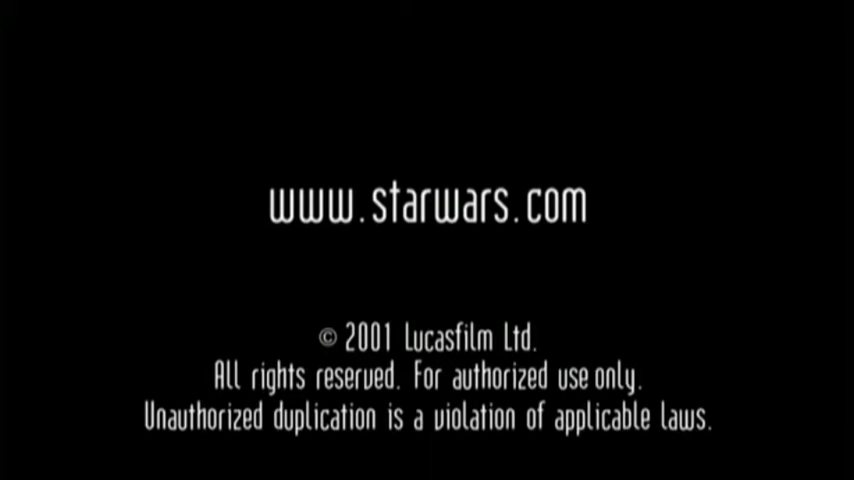 www.starwars.com
© 2001 Lucasfilm Ltd.
All rights reserved. For authorized use only.
Unauthorized duplication is a violation of applicable laws.